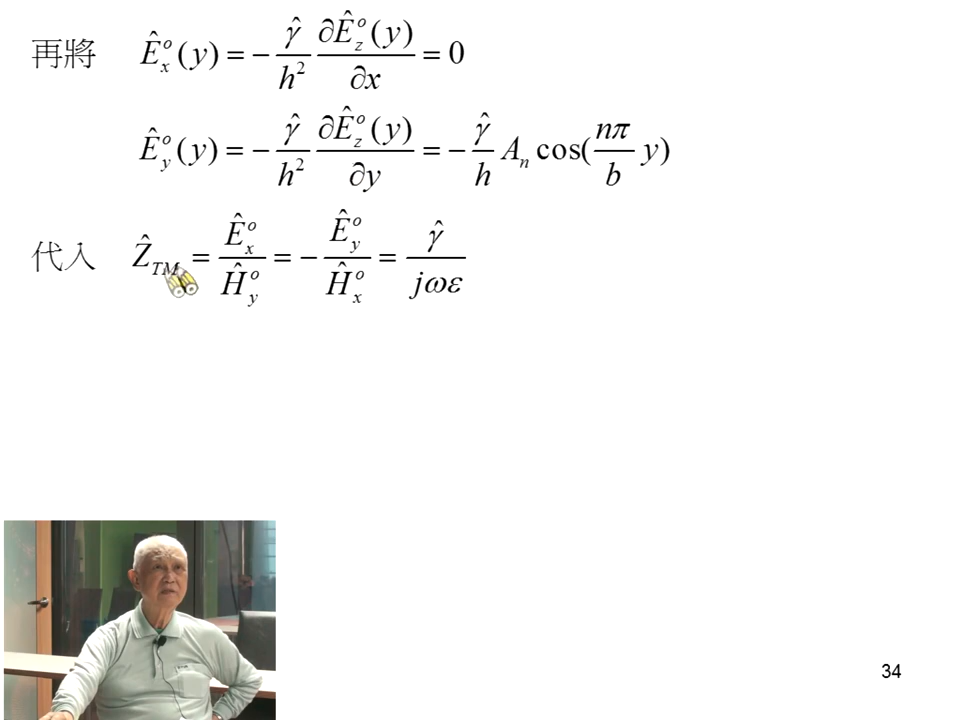 再將 Ê_x^o(y) = −(γ̂/h²) ∂Ê_z^o(y)/∂x = 0
Ê_y^o(y) = −(γ̂/h²) ∂Ê_z^o(y)/∂y = −(γ̂/h) A_n cos((nπ/b) y)
代入 Ẑ_TM = Ê_x^o/Ĥ_y^o = −Ê_y^o/Ĥ_x^o = γ̂/(jωε)
34